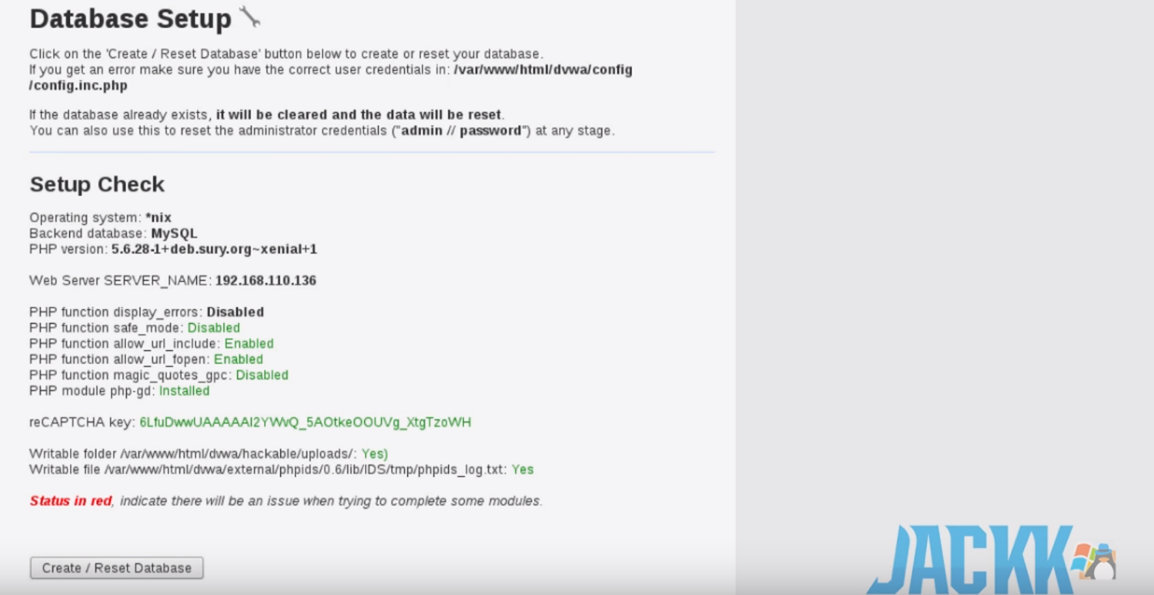 Database Setup
Click on the 'Create / Reset Database' button below to create or reset your database.
If you get an error make sure you have the correct user credentials in: /var/www/html/dvwa/config
/config.inc.php
If the database already exists, it will be cleared and the data will be reset.
You can also use this to reset the administrator credentials ("admin // password") at any stage.
Setup Check
Operating system: *nix
Backend database: MySQL
PHP version: 5.6.28-1+deb.sury.org~xenial+1
Web Server SERVER_NAME: 192.168.110.136
PHP function display_errors: Disabled
PHP function safe_mode: Disabled
PHP function allow_url_include: Enabled
PHP function allow_url_fopen: Enabled
PHP function magic_quotes_gpc: Disabled
PHP module php-gd: Installed
reCAPTCHA key: 6LfuDwwUAAAAAI2YWvQ_5AOtkeOOUVg_XtgTzoWH
Writable folder /var/www/html/dvwa/hackable/uploads/: Yes)
Writable file /var/www/html/dvwa/external/phpids/0.6/lib/IDS/tmp/phpids_log.txt: Yes
Status in red, indicate there will be an issue when trying to complete some modules.
Create / Reset Database
JACKK